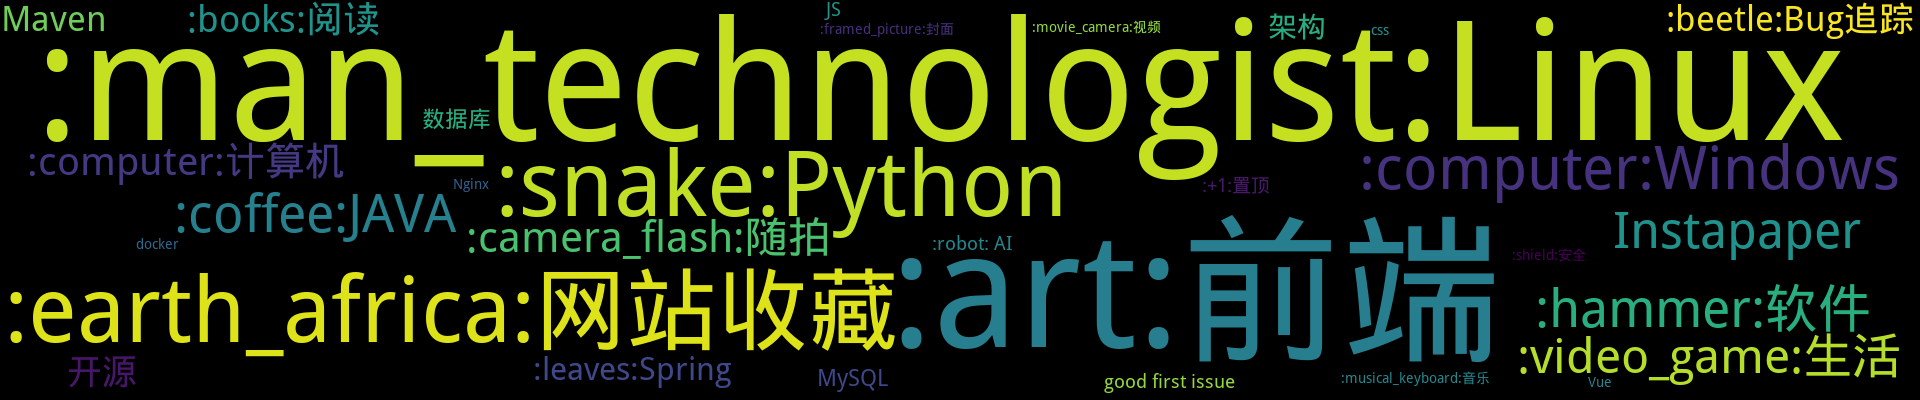 Maven
:books:阅读
JS
:framed_picture:封面
:movie_camera:视频
架构
css
:beetle:Bug追踪
:man_technologist:Linux
数据库
:computer:计算机
Nginx
:snake:Python
:+1:置顶
:computer:Windows
:coffee:JAVA
docker
:camera_flash:随拍
:robot: AI
:art:前端
Instapaper
:shield:安全
:earth_africa:网站收藏
:hammer:软件
:video_game:生活
开源
:leaves:Spring
MySQL
good first issue
:musical_keyboard:音乐
Vue